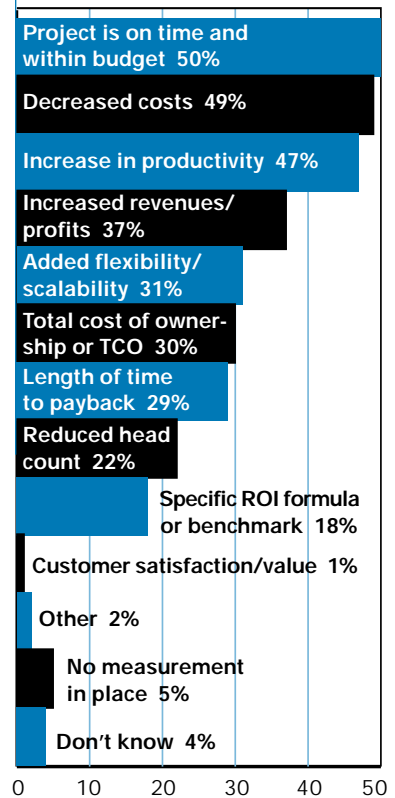 Project is on time and
within budget 50%
Decreased costs 49%
Increase in productivity 47%
Increased revenues/
profits 37%
Added flexibility/
scalability 31%
Total cost of owner-
ship or TCO 30%
Length of time
to payback 29%
Reduced head
count 22%
Specific ROI formula
or benchmark 18%
Customer satisfaction/value 1%
Other 2%
No measurement
in place 5%
Don't know 4%
0 10 20 30 40 50